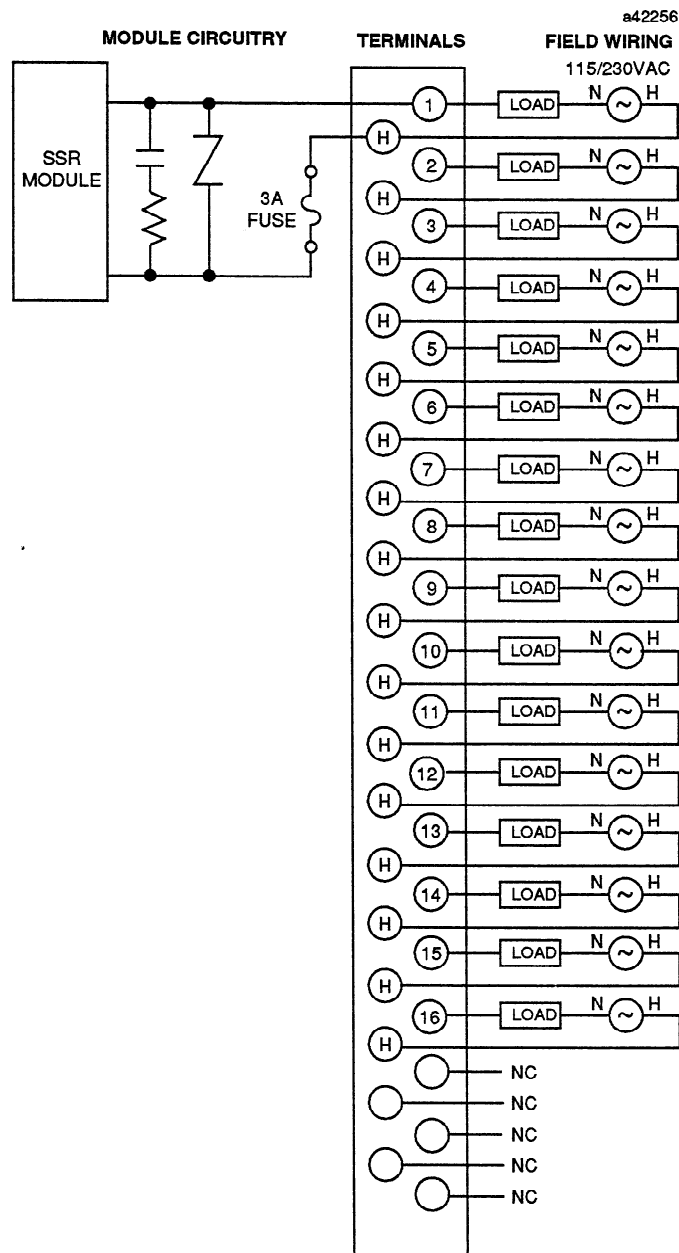 a42256
MODULE CIRCUITRY TERMINALS FIELD WIRING
115/230VAC
1 LOAD N ~ H
H
SSR
MODULE
2 LOAD N ~ H
3A
FUSE
H
3 LOAD N ~ H
H
4 LOAD N ~ H
H
5 LOAD N ~ H
H
6 LOAD N ~ H
H
7 LOAD N ~ H
H
8 LOAD N ~ H
H
9 LOAD N ~ H
H
10 LOAD N ~ H
H
11 LOAD N ~ H
H
12 LOAD N ~ H
H
13 LOAD N ~ H
H
14 LOAD N ~ H
H
15 LOAD N ~ H
H
16 LOAD N ~ H
H
NC
NC
NC
NC
NC